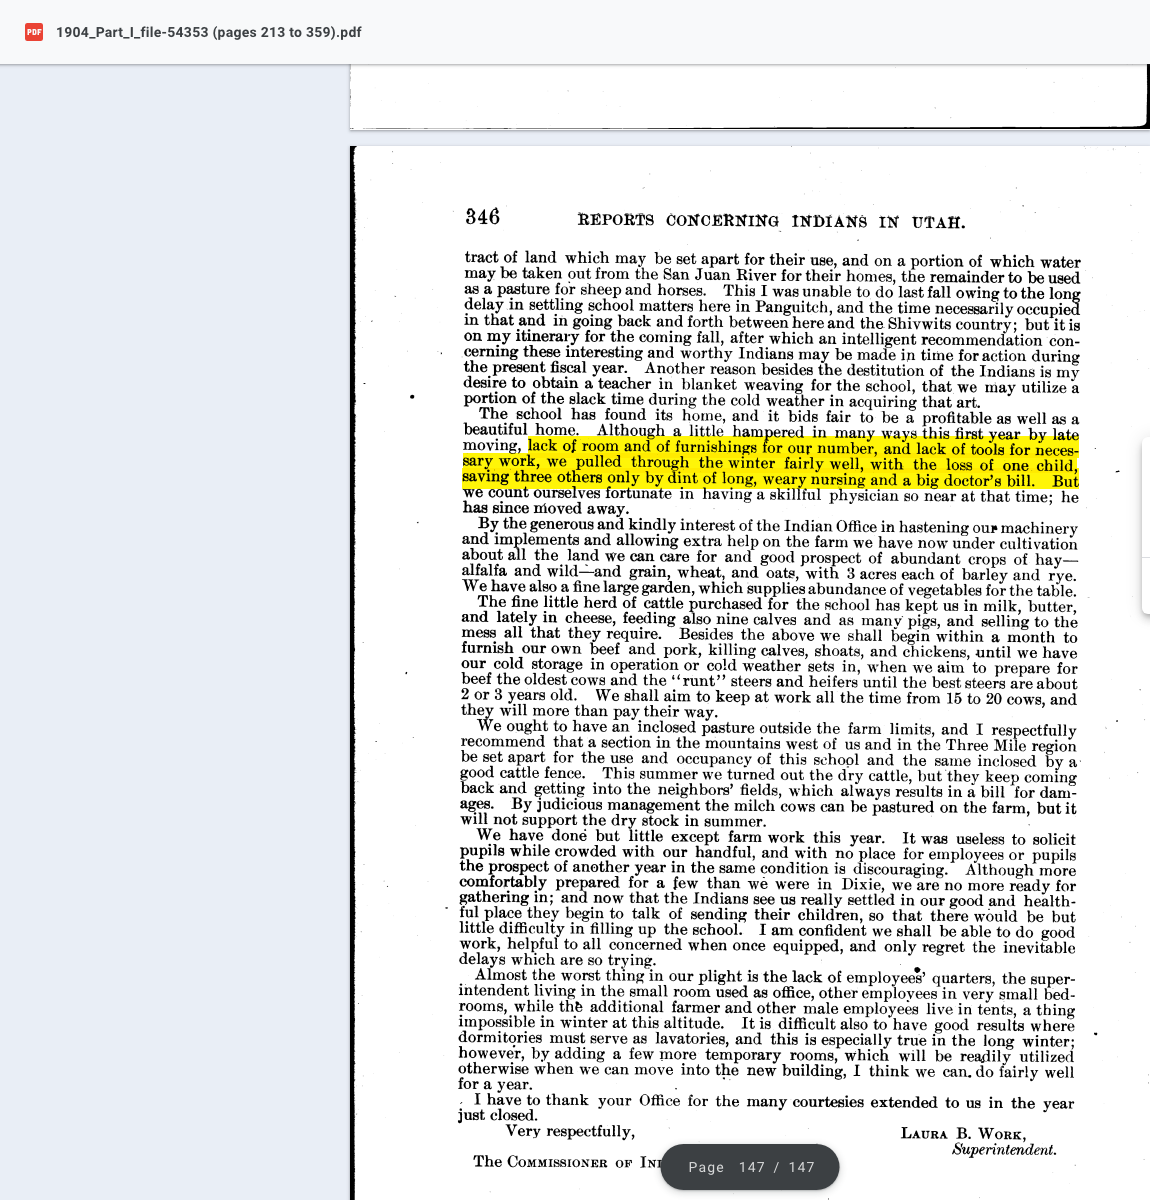 PDF
1904_Part_I_file-54353 (pages 213 to 359).pdf
346 REPORTS CONCERNING INDIANS IN UTAH.
tract of land which may be set apart for their use, and on a portion of which water
may be taken out from the San Juan River for their homes, the remainder to be used
as a pasture for sheep and horses. This I was unable to do last fall owing to the long
delay in settling school matters here in Panguitch, and the time necessarily occupied
in that and in going back and forth between here and the Shivwits country; but it is
on my itinerary for the coming fall, after which an intelligent recommendation con-
cerning these interesting and worthy Indians may be made in time for action during
the present fiscal year. Another reason besides the destitution of the Indians is my
desire to obtain a teacher in blanket weaving for the school, that we may utilize a
portion of the slack time during the cold weather in acquiring that art.
The school has found its home, and it bids fair to be a profitable as well as a
beautiful home. Although a little hampered in many ways this first year by late
moving, lack of room and of furnishings for our number, and lack of tools for neces-
sary work, we pulled through the winter fairly well, with the loss of one child,
saving three others only by dint of long, weary nursing and a big doctor's bill. But
we count ourselves fortunate in having a skillful physician so near at that time; he
has since moved away.
By the generous and kindly interest of the Indian Office in hastening our machinery
and implements and allowing extra help on the farm we have now under cultivation
about all the land we can care for and good prospect of abundant crops of hay—
alfalfa and wild—and grain, wheat, and oats, with 3 acres each of barley and rye.
We have also a fine large garden, which supplies abundance of vegetables for the table.
The fine little herd of cattle purchased for the school has kept us in milk, butter,
and lately in cheese, feeding also nine calves and as many pigs, and selling to the
mess all that they require. Besides the above we shall begin within a month to
furnish our own beef and pork, killing calves, shoats, and chickens, until we have
our cold storage in operation or cold weather sets in, when we aim to prepare for
beef the oldest cows and the "runt" steers and heifers until the best steers are about
2 or 3 years old. We shall aim to keep at work all the time from 15 to 20 cows, and
they will more than pay their way.
We ought to have an inclosed pasture outside the farm limits, and I respectfully
recommend that a section in the mountains west of us and in the Three Mile region
be set apart for the use and occupancy of this school and the same inclosed by a
good cattle fence. This summer we turned out the dry cattle, but they keep coming
back and getting into the neighbors' fields, which always results in a bill for dam-
ages. By judicious management the milch cows can be pastured on the farm, but it
will not support the dry stock in summer.
We have done but little except farm work this year. It was useless to solicit
pupils while crowded with our handful, and with no place for employees or pupils
the prospect of another year in the same condition is discouraging. Although more
comfortably prepared for a few than we were in Dixie, we are no more ready for
gathering in; and now that the Indians see us really settled in our good and health-
ful place they begin to talk of sending their children, so that there would be but
little difficulty in filling up the school. I am confident we shall be able to do good
work, helpful to all concerned when once equipped, and only regret the inevitable
delays which are so trying.
Almost the worst thing in our plight is the lack of employees' quarters, the super-
intendent living in the small room used as office, other employees in very small bed-
rooms, while the additional farmer and other male employees live in tents, a thing
impossible in winter at this altitude. It is difficult also to have good results where
dormitories must serve as lavatories, and this is especially true in the long winter;
however, by adding a few more temporary rooms, which will be readily utilized
otherwise when we can move into the new building, I think we can do fairly well
for a year.
I have to thank your Office for the many courtesies extended to us in the year
just closed.
Very respectfully,
LAURA B. WORK,
Superintendent.
The COMMISSIONER OF IN
Page 147 / 147